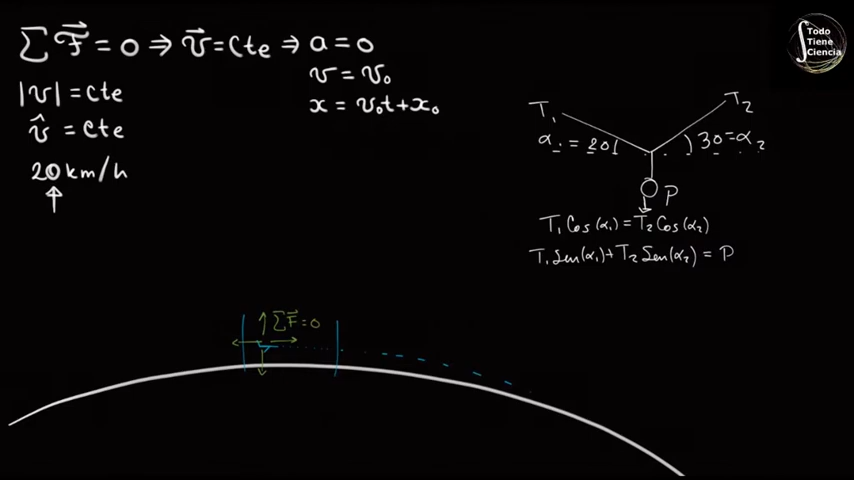 ∑F⃗ = 0 ⇒ v⃗ = Cte ⇒ a = 0
v = v₀
x = v₀t + x₀
|v| = cte
v̂ = cte
20 km/h
T₁
T₂
α₁ = 20
30 = α₂
P
T₁ Cos(α₁) = T₂ Cos(α₂)
T₁ Sen(α₁) + T₂ Sen(α₂) = P
∑F⃗ = 0
Todo
Tiene
Ciencia